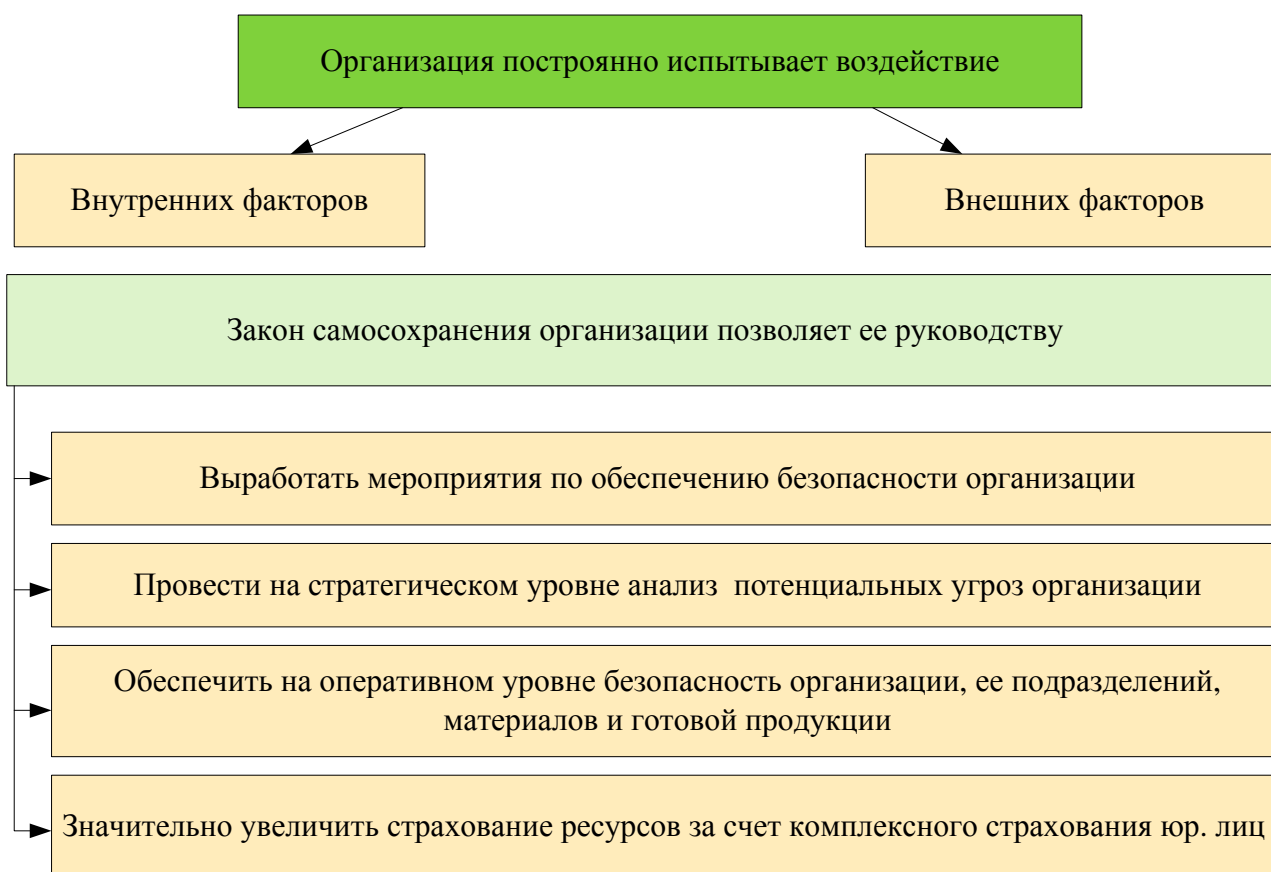 Организация постоянно испытывает воздействие
Внутренних факторов
Внешних факторов
Закон самосохранения организации позволяет ее руководству
Выработать мероприятия по обеспечению безопасности организации
Провести на стратегическом уровне анализ  потенциальных угроз организации
Обеспечить на оперативном уровне безопасность организации, ее подразделений,
материалов и готовой продукции
Значительно увеличить страхование ресурсов за счет комплексного страхования юр. лиц